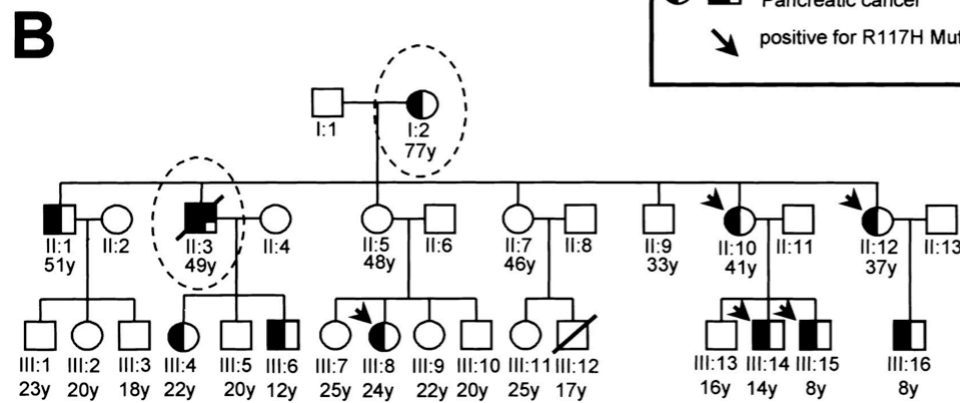 B
Pancreatic cancer
positive for R117H Mut
I:1 I:2
77y
II:1 II:2 II:3 II:4 II:5 II:6 II:7 II:8 II:9 II:10 II:11 II:12 II:13
51y 49y 48y 46y 33y 41y 37y
III:1 III:2 III:3 III:4 III:5 III:6 III:7 III:8 III:9 III:10 III:11 III:12 III:13 III:14 III:15 III:16
23y 20y 18y 22y 20y 12y 25y 24y 22y 20y 25y 17y 16y 14y 8y 8y